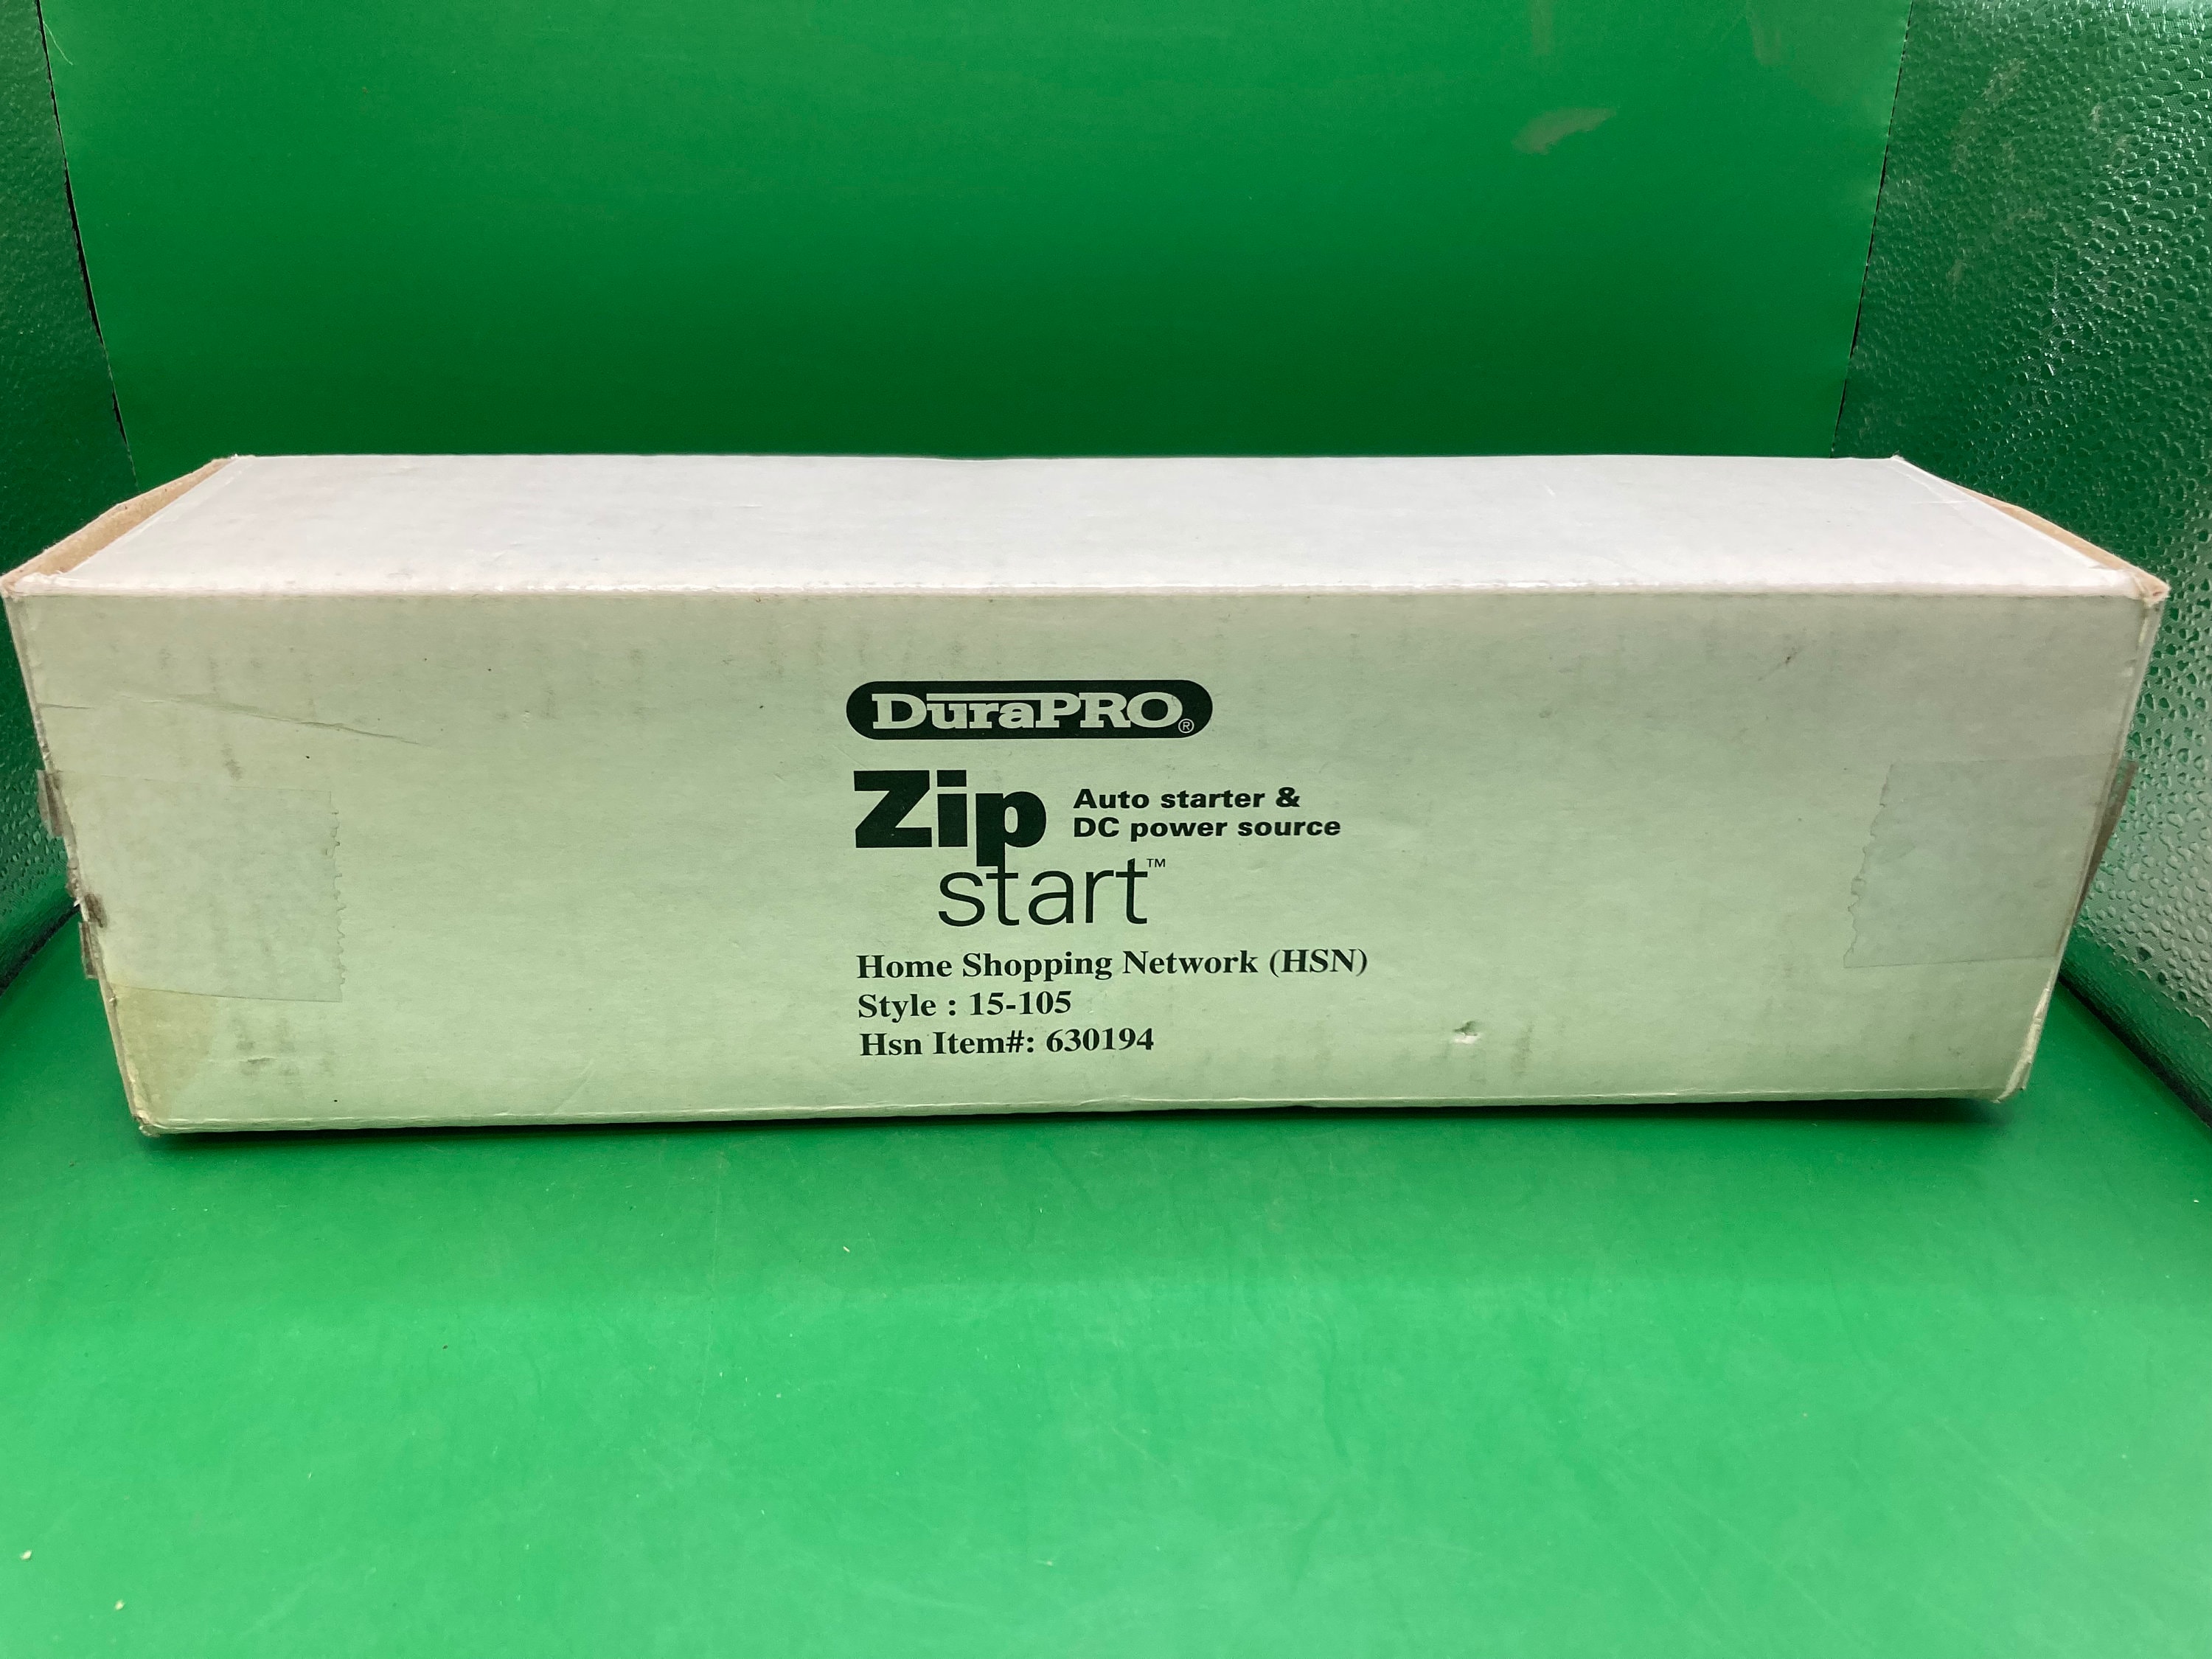 DuraPRO®
Zip Auto starter &
DC power source
start™
Home Shopping Network (HSN)
Style : 15-105
Hsn Item#: 630194